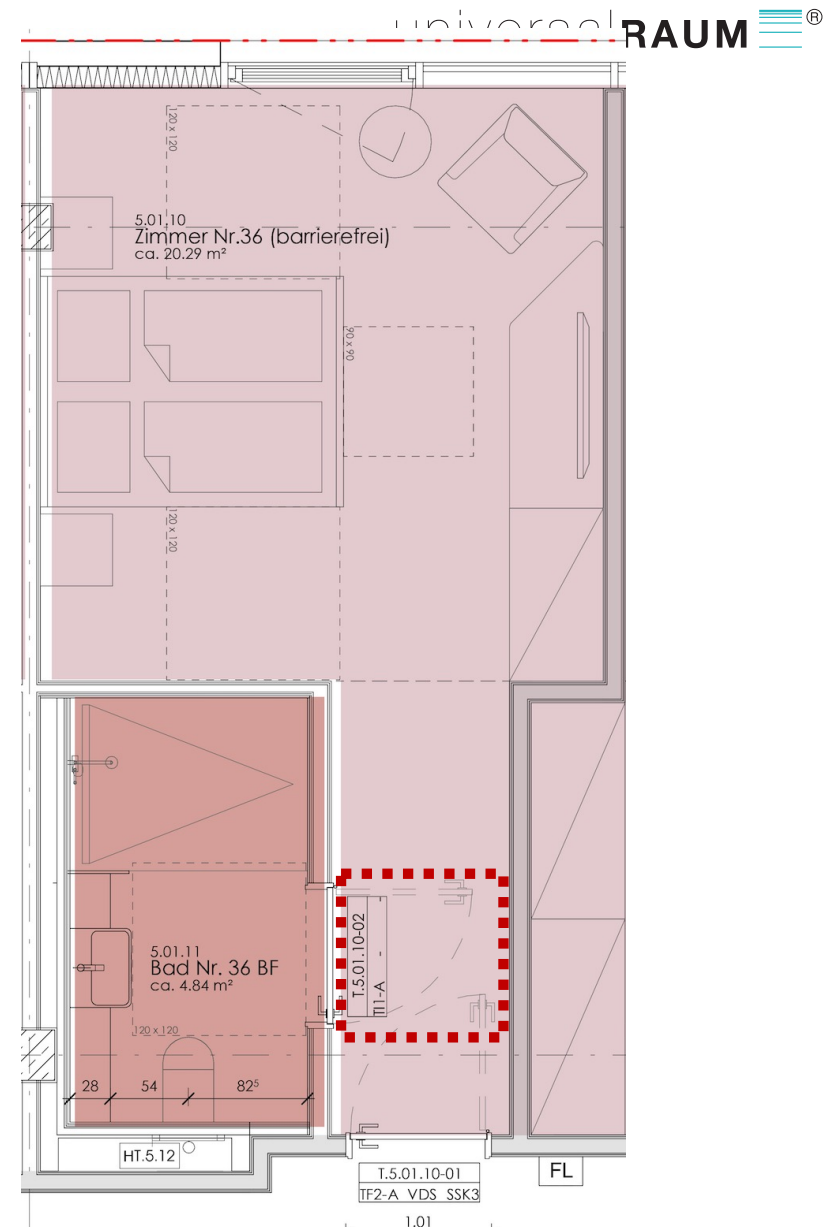 universal RAUM ®
120 x 120
5.01.10
Zimmer Nr.36 (barrierefrei)
ca. 20.29 m²
90 x 90
120 x 120
T.5.01.10-02
TI1-A - -
5.01.11
Bad Nr. 36 BF
ca. 4.84 m²
120 x 120
28 54 82⁵
HT.5.12
T.5.01.10-01
TF2-A VDS SSK3
FL
1.01